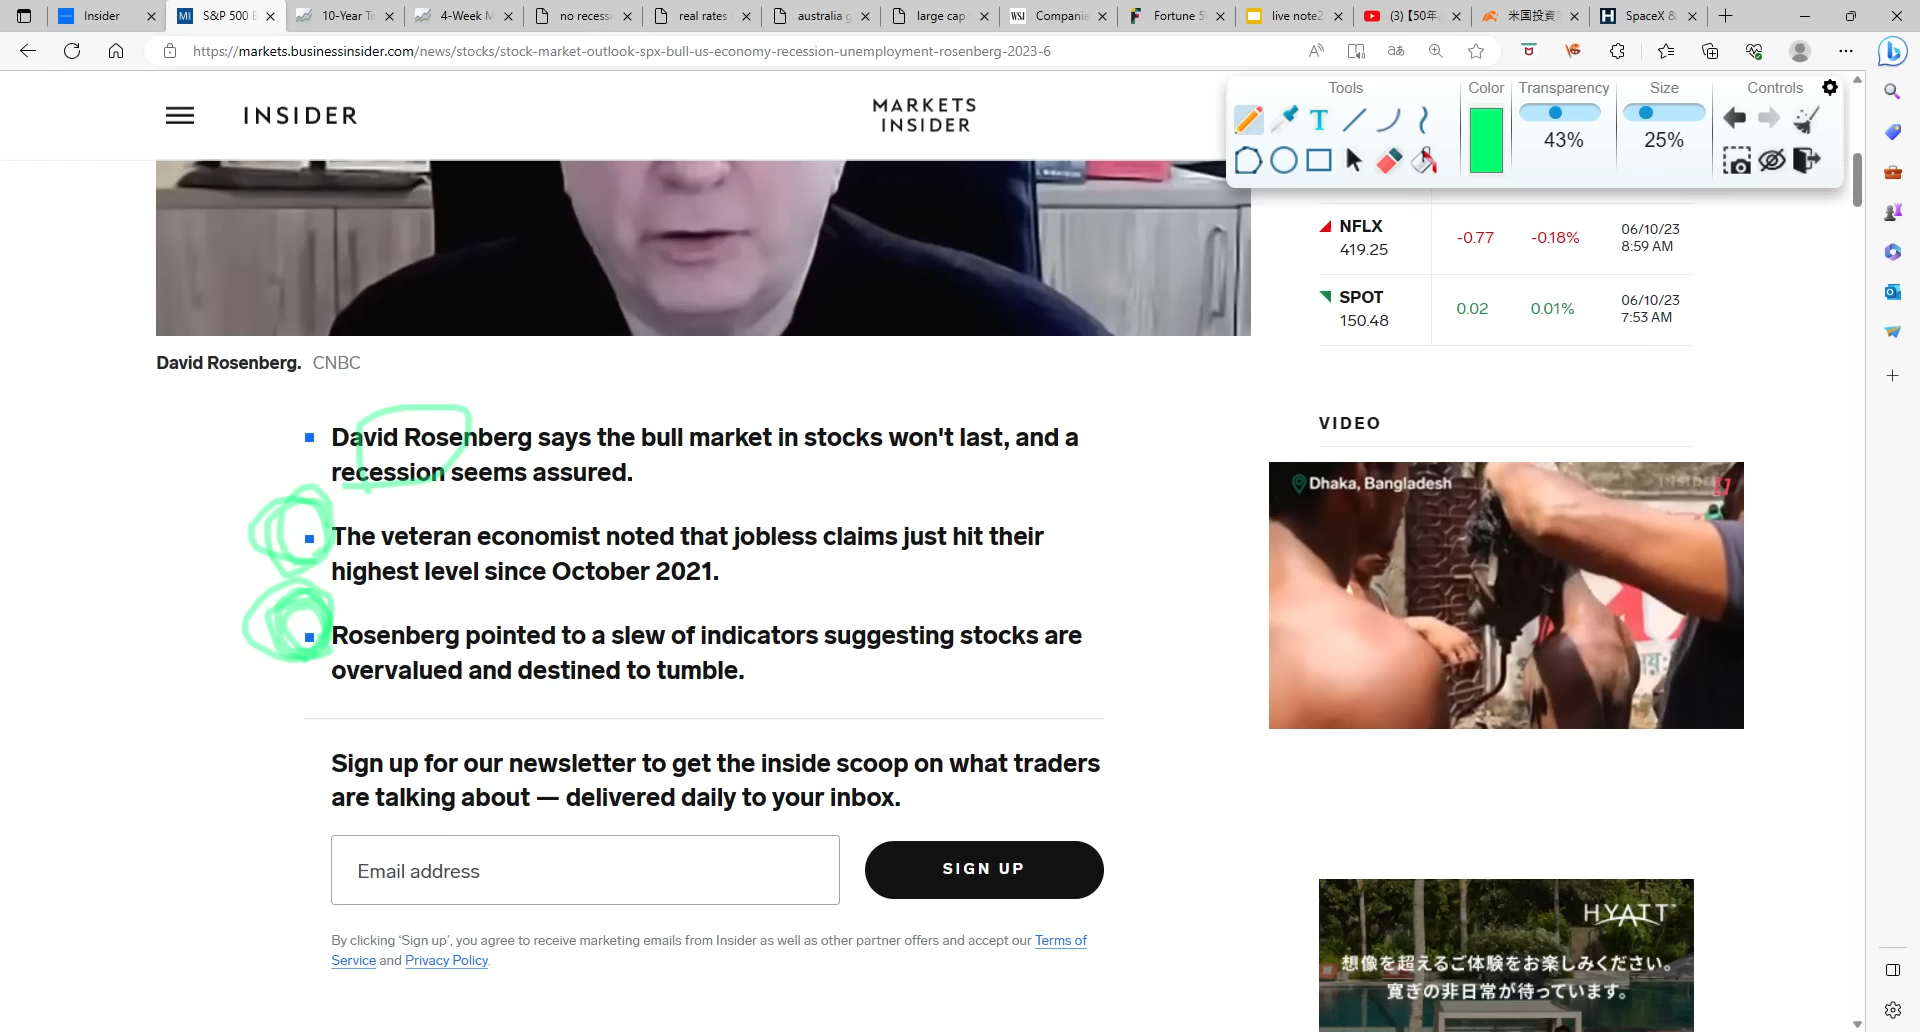 Insider
S&P 500 E
10-Year Tr
4-Week M
no recessi
real rates
australia g
large cap
WSJ
Companie
Fortune 5
live note2
(3) 【50年
米国投資
SpaceX &
https://markets.businessinsider.com/news/stocks/stock-market-outlook-spx-bull-us-economy-recession-unemployment-rosenberg-2023-6
Tools
Color
Transparency
Size
Controls
43%
25%
INSIDER
MARKETS
INSIDER
NFLX
419.25
-0.77
-0.18%
06/10/23
8:59 AM
SPOT
150.48
0.02
0.01%
06/10/23
7:53 AM
David Rosenberg. CNBC
David Rosenberg says the bull market in stocks won't last, and a
recession seems assured.
The veteran economist noted that jobless claims just hit their
highest level since October 2021.
Rosenberg pointed to a slew of indicators suggesting stocks are
overvalued and destined to tumble.
VIDEO
Dhaka, Bangladesh
INSIDER
Sign up for our newsletter to get the inside scoop on what traders
are talking about — delivered daily to your inbox.
Email address
SIGN UP
By clicking ‘Sign up’, you agree to receive marketing emails from Insider as well as other partner offers and accept our Terms of
Service and Privacy Policy.
HYATT
想像を超えるご体験をお楽しみください。
寛ぎの非日常が待っています。